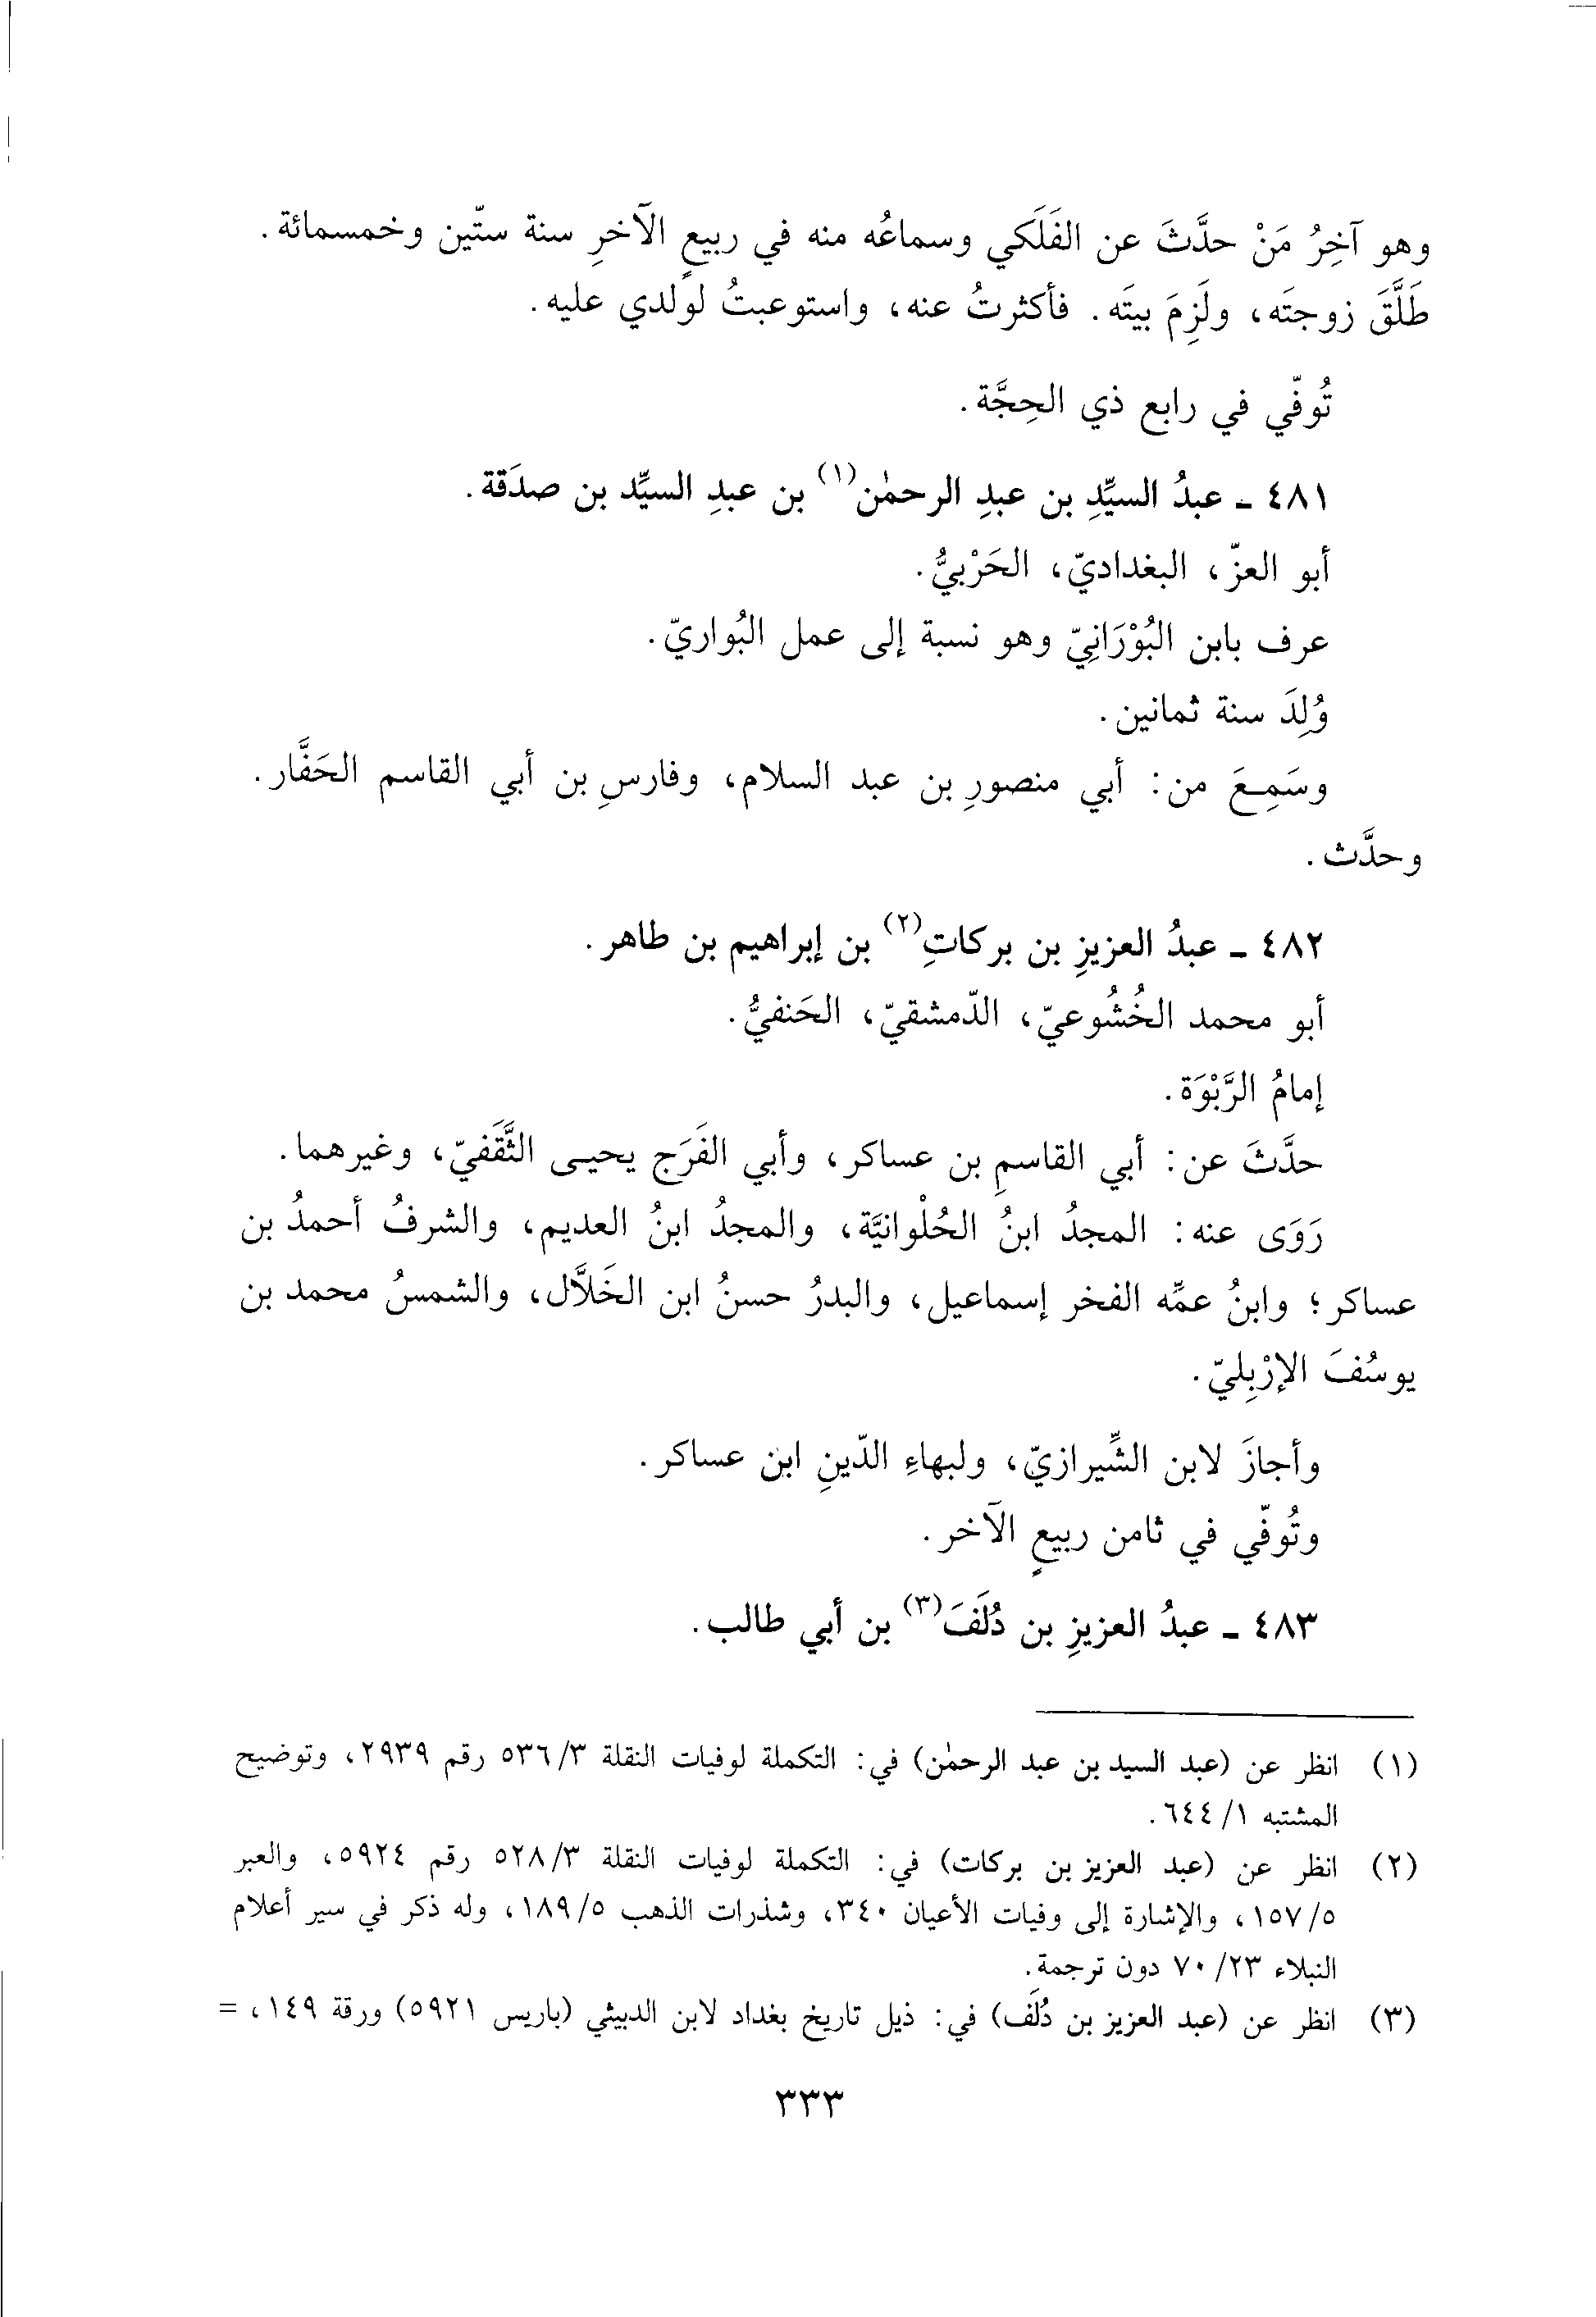 وهو آخِرُ مَنْ حدَّثَ عن الفَلَكي وسماعُه منه في ربيعٍ الآخرِ سنة ستّين وخمسمائة.
طَلَّقَ زوجتَه، ولَزِمَ بيتَه. فأكثرتُ عنه، واستوعبتُ لوَلدي عليه.
تُوفّي في رابع ذي الحِجَّة.
٤٨١ - عبدُ السيِّدِ بن عبدِ الرحمٰن(١) بن عبدِ السيِّد بن صدَقة.
أبو العزّ، البغداديّ، الحَرْبيُّ.
عرف بابن البُوْرَانِيّ وهو نسبة إلى عمل البُواريّ.
وُلِدَ سنة ثمانين.
وسَمِعَ من: أبي منصورِ بن عبد السلام، وفارسِ بن أبي القاسم الحَفَّار.
وحدَّث.
٤٨٢ - عبدُ العزيزِ بن بركاتِ(٢) بن إبراهيم بن طاهر.
أبو محمد الخُشُوعيّ، الدّمشقيّ، الحَنفيُّ.
إمامُ الرَّبْوَة.
حدَّثَ عن: أبي القاسمِ بن عساكر، وأبي الفَرَج يحيى الثَّقَفيّ، وغيرهما.
رَوَى عنه: المجدُ ابنُ الحُلْوانيَّة، والمجدُ ابنُ العديم، والشرفُ أحمدُ بن
عساكر؛ وابنُ عمِّه الفخر إسماعيل، والبدرُ حسنُ ابن الخَلاَّل، والشمسُ محمد بن
يوسُفَ الإرْبِليّ.
وأجازَ لابن الشِّيرازيّ، ولبهاءِ الدّينِ ابن عساكر.
وتُوفّي في ثامن ربيعٍ الآخر.
٤٨٣ - عبدُ العزيزِ بن دُلَفَ(٣) بن أبي طالب.
(١) انظر عن (عبد السيد بن عبد الرحمٰن) في: التكملة لوفيات النقلة ٣/ ٥٣٦ رقم ٢٩٣٩، وتوضيح
المشتبه ١/ ٦٤٤.
(٢) انظر عن (عبد العزيز بن بركات) في: التكملة لوفيات النقلة ٣/ ٥٢٨ رقم ٥٩٢٤، والعبر
٥/ ١٥٧، والإشارة إلى وفيات الأعيان ٣٤٠، وشذرات الذهب ٥/ ١٨٩، وله ذكر في سير أعلام
النبلاء ٢٣/ ٧٠ دون ترجمة.
(٣) انظر عن (عبد العزيز بن دُلَف) في: ذيل تاريخ بغداد لابن الدبيثي (باريس ٥٩٢١) ورقة ١٤٩، =
٣٣٣